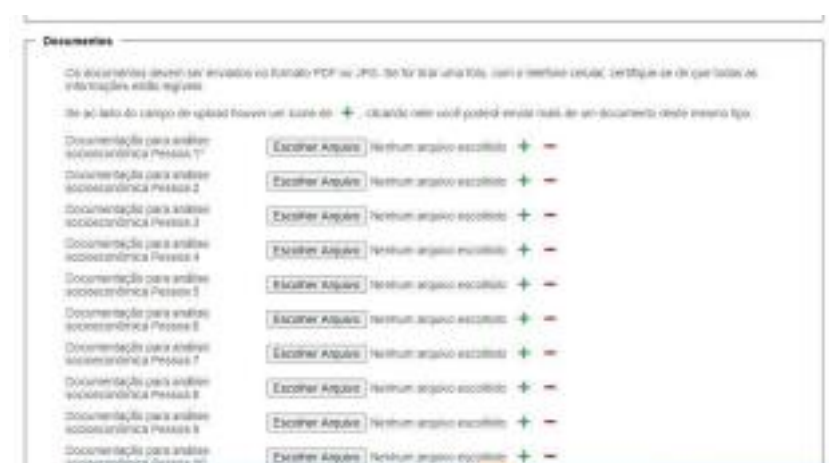 Documentos
Os documentos devem ser enviados no formato PDF ou JPG. Se for tirar uma foto, com o telefone celular, certifique-se de que todas as
informações estão legíveis
Se ao lado do campo de upload houver um ícone de + , clicando nele você poderá enviar mais de um documento deste mesmo tipo.
Documentação para análise
socioeconômica Pessoa 1*
Escolher Arquivo Nenhum arquivo escolhido + −
Documentação para análise
socioeconômica Pessoa 2
Escolher Arquivo Nenhum arquivo escolhido + −
Documentação para análise
socioeconômica Pessoa 3
Escolher Arquivo Nenhum arquivo escolhido + −
Documentação para análise
socioeconômica Pessoa 4
Escolher Arquivo Nenhum arquivo escolhido + −
Documentação para análise
socioeconômica Pessoa 5
Escolher Arquivo Nenhum arquivo escolhido + −
Documentação para análise
socioeconômica Pessoa 6
Escolher Arquivo Nenhum arquivo escolhido + −
Documentação para análise
socioeconômica Pessoa 7
Escolher Arquivo Nenhum arquivo escolhido + −
Documentação para análise
socioeconômica Pessoa 8
Escolher Arquivo Nenhum arquivo escolhido + −
Documentação para análise
socioeconômica Pessoa 9
Escolher Arquivo Nenhum arquivo escolhido + −
Documentação para análise
Escolher Arquivo Nenhum arquivo escolhido + −